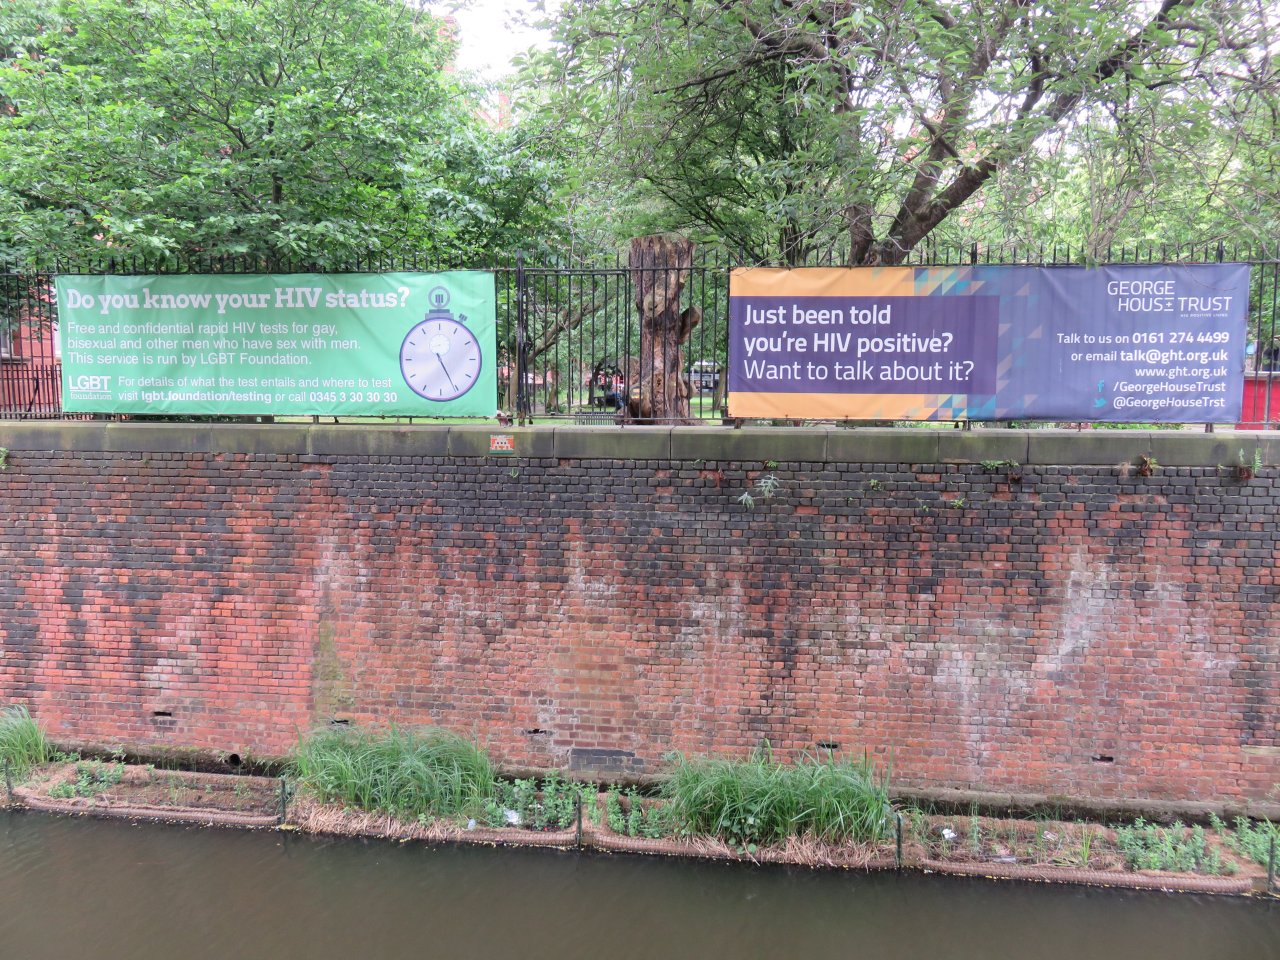 Do you know your HIV status?
Free and confidential rapid HIV tests for gay,
bisexual and other men who have sex with men.
This service is run by LGBT Foundation.
LGBT
foundation
For details of what the test entails and where to test
visit lgbt.foundation/testing or call 0345 3 30 30 30
Just been told
you're HIV positive?
Want to talk about it?
GEORGE
HOUSE TRUST
Talk to us on 0161 274 4499
or email talk@ght.org.uk
www.ght.org.uk
/GeorgeHouseTrust
@GeorgeHouseTrst